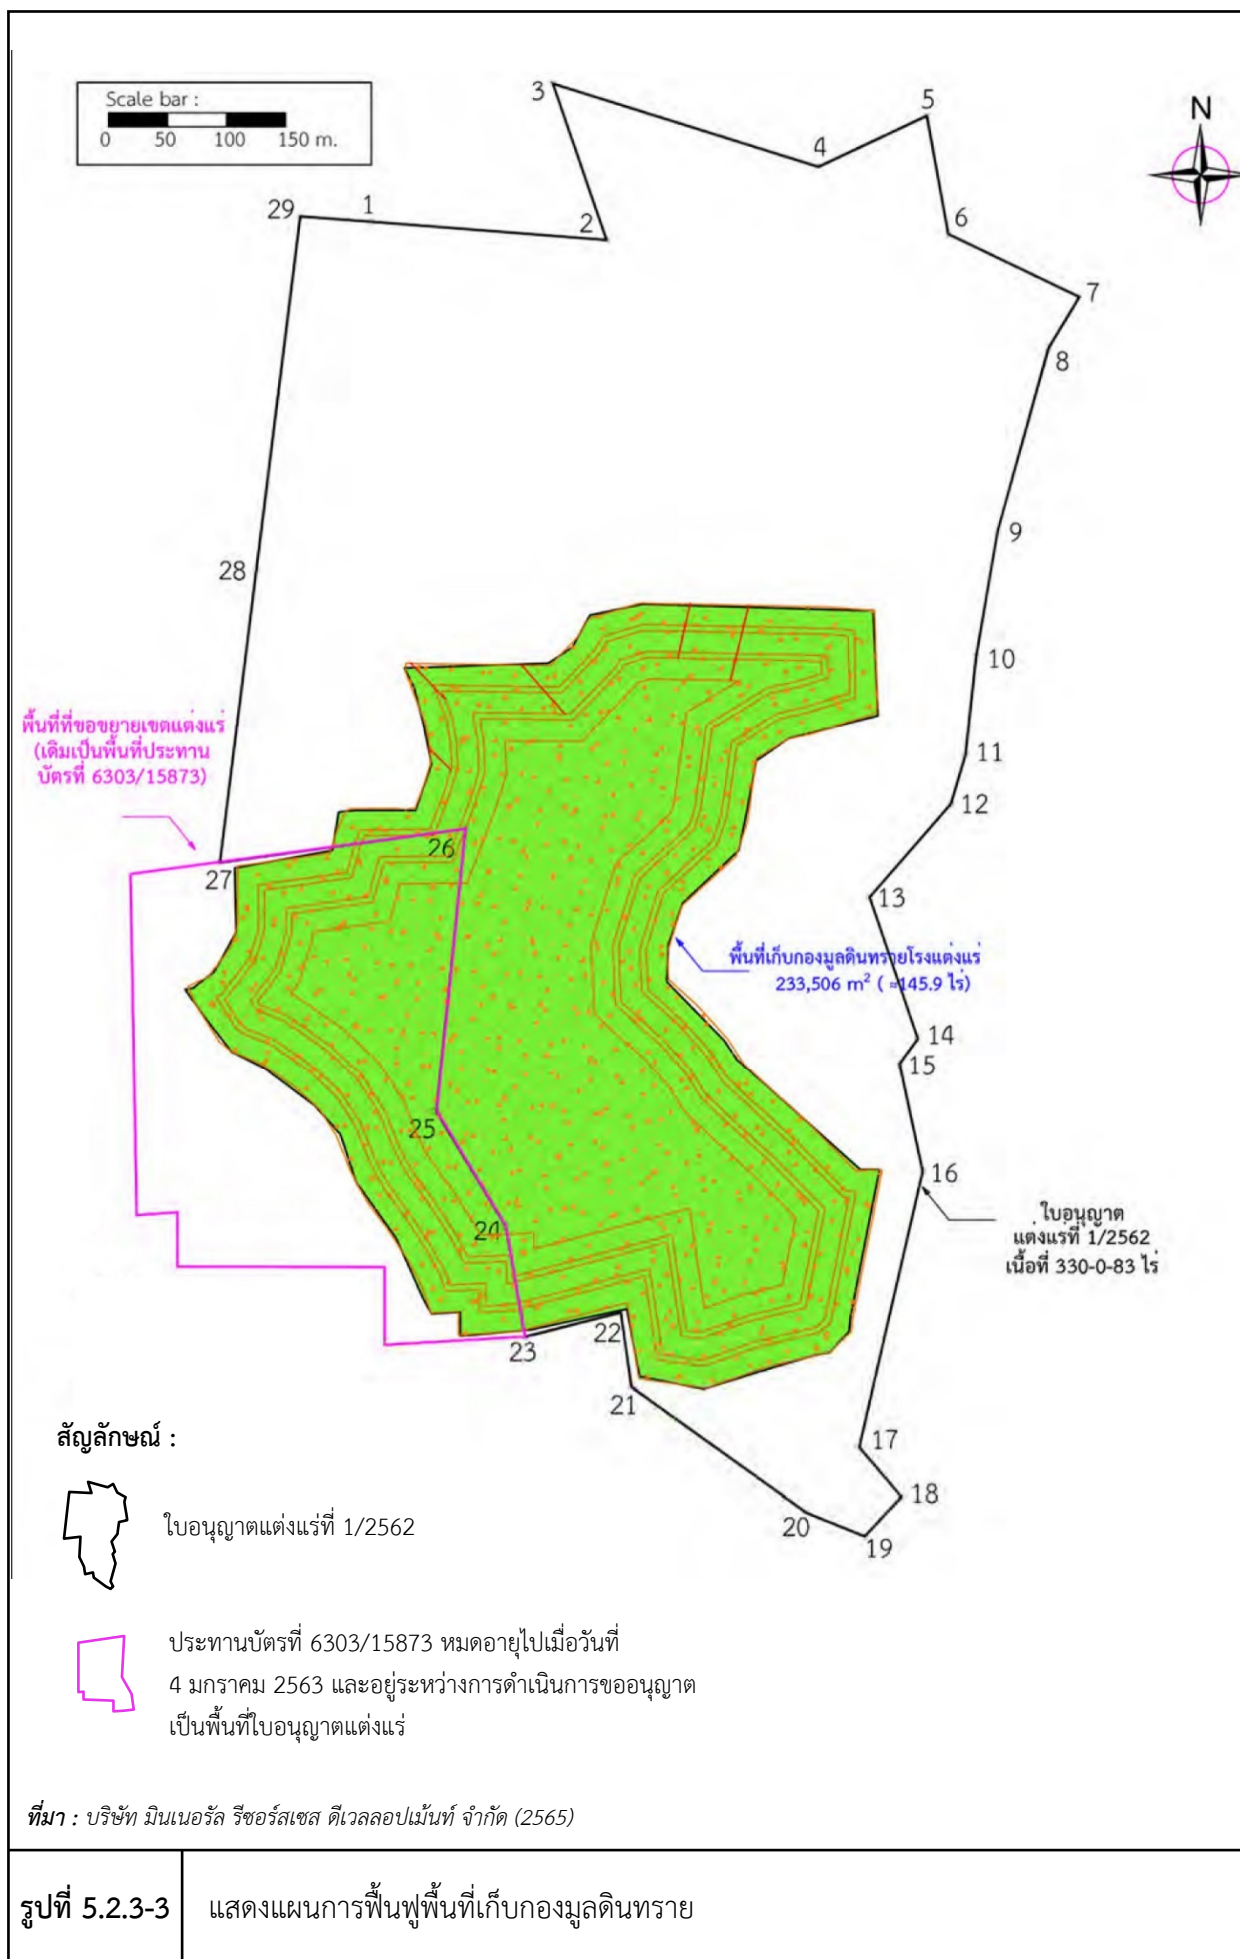 Scale bar :
0 50 100 150 m.
N
3
5
4
29
1
2
6
7
8
9
28
10
พื้นที่ที่ขอขยายเขตแต่งแร่
(เดิมเป็นพื้นที่ประทาน
บัตรที่ 6303/15873)
11
12
26
27
13
พื้นที่เก็บกองมูลดินทรายโรงแต่งแร่
233,506 m² ( ≈145.9 ไร่)
14
15
25
16
ใบอนุญาต
แต่งแร่ที่ 1/2562
เนื้อที่ 330-0-83 ไร่
24
22
23
21
17
18
20
19
สัญลักษณ์ :
ใบอนุญาตแต่งแร่ที่ 1/2562
ประทานบัตรที่ 6303/15873 หมดอายุไปเมื่อวันที่
4 มกราคม 2563 และอยู่ระหว่างการดำเนินการขออนุญาต
เป็นพื้นที่ใบอนุญาตแต่งแร่
ที่มา : บริษัท มินเนอรัล รีซอร์สเซส ดีเวลลอปเม้นท์ จำกัด (2565)
รูปที่ 5.2.3-3 แสดงแผนการฟื้นฟูพื้นที่เก็บกองมูลดินทราย